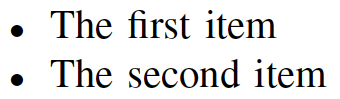 • The first item
• The second item